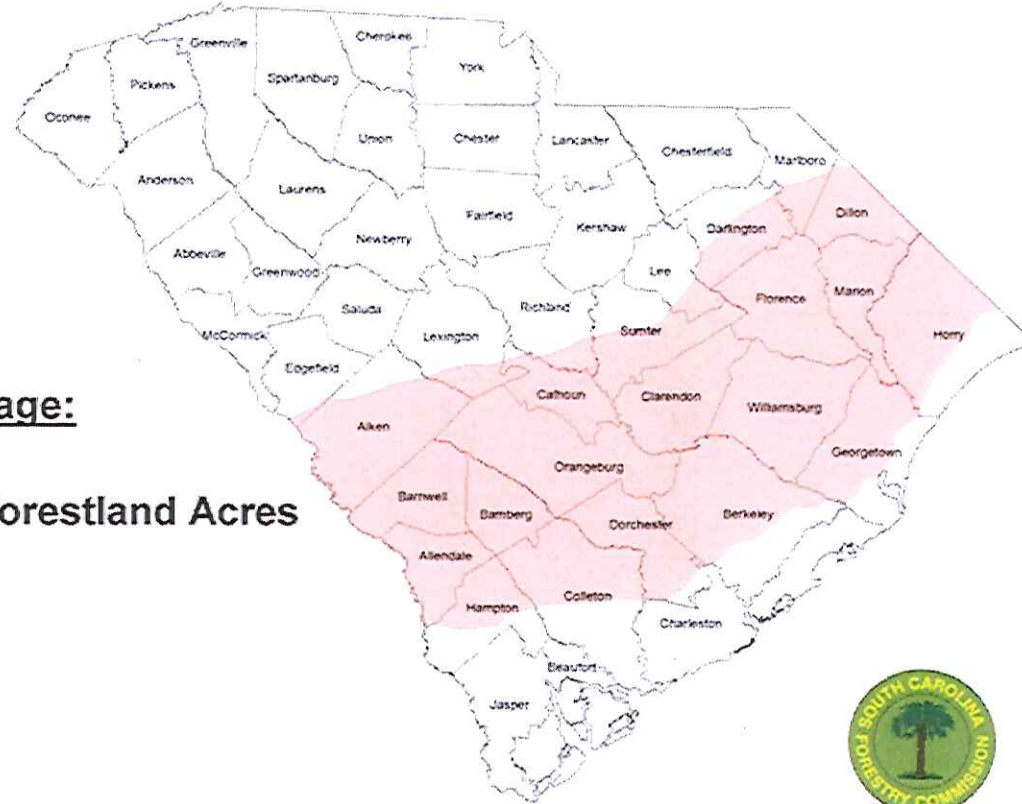 Cherokee
Greenville
York
Pickens
Spartanburg
Oconee
Union
Chester
Lancaster
Chesterfield
Marlboro
Anderson
Laurens
Fairfield
Dillon
Kershaw
Darlington
Newberry
Abbeville
Greenwood
Lee
Florence
Marion
Saluda
Richland
McCormick
Lexington
Sumter
Horry
Edgefield
age:
Calhoun
Clarendon
Williamsburg
Aiken
Georgetown
Orangeburg
Barnwell
orestland Acres
Bamberg
Dorchester
Berkeley
Allendale
Colleton
Hampton
Charleston
Beaufort
Jasper
SOUTH CAROLINA
FORESTRY COMMISSION